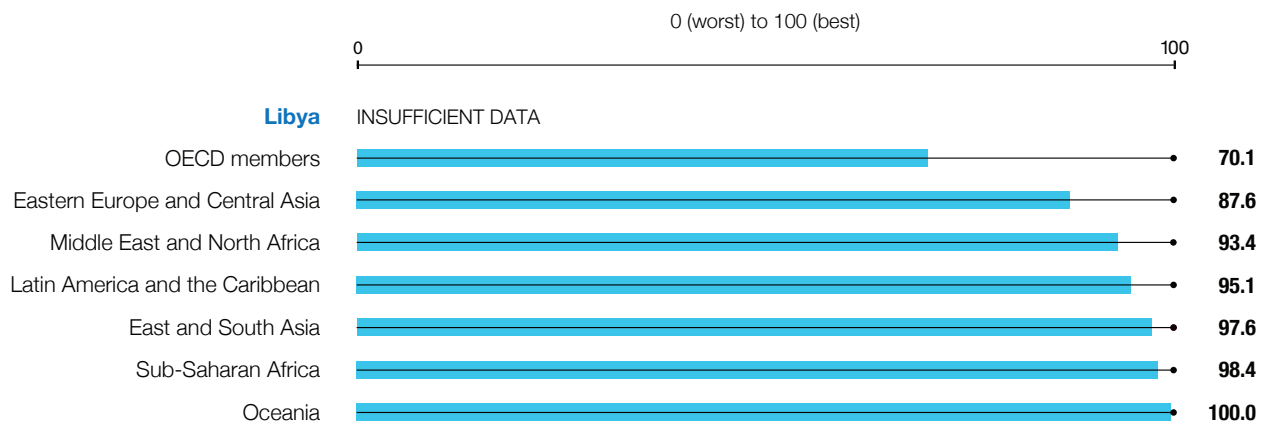 0 (worst) to 100 (best)
0 100
Libya INSUFFICIENT DATA
OECD members 70.1
Eastern Europe and Central Asia 87.6
Middle East and North Africa 93.4
Latin America and the Caribbean 95.1
East and South Asia 97.6
Sub-Saharan Africa 98.4
Oceania 100.0